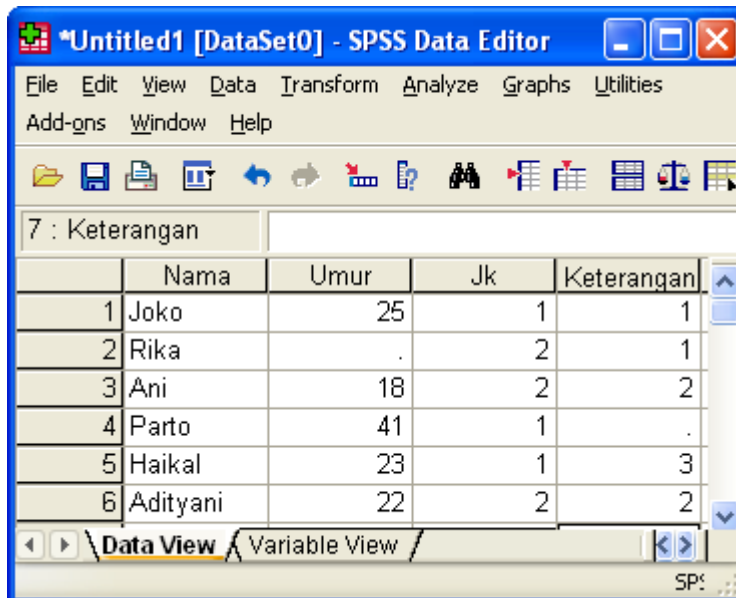 *Untitled1 [DataSet0] - SPSS Data Editor
File Edit View Data Transform Analyze Graphs Utilities
Add-ons Window Help
7 : Keterangan
Nama Umur Jk Keterangan
1 Joko 25 1 1
2 Rika . 2 1
3 Ani 18 2 2
4 Parto 41 1 .
5 Haikal 23 1 3
6 Adityani 22 2 2
Data View Variable View